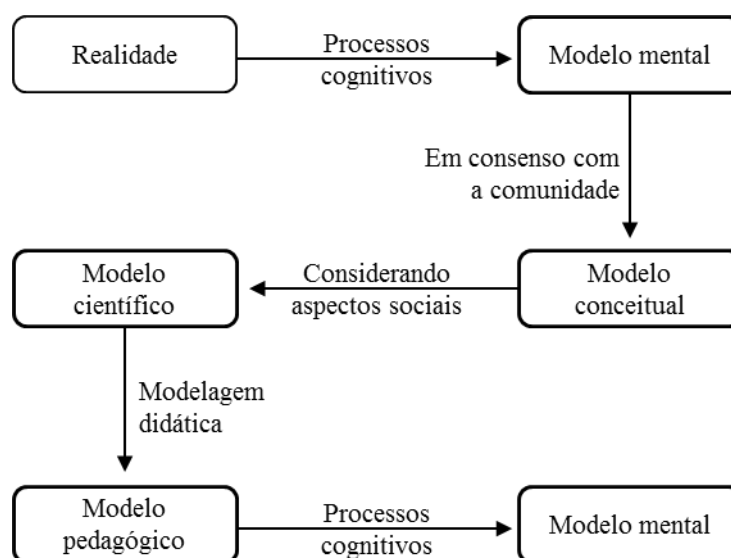 Realidade
Processos
cognitivos
Modelo mental
Em consenso com
a comunidade
Modelo
conceitual
Considerando
aspectos sociais
Modelo
científico
Modelagem
didática
Modelo
pedagógico
Processos
cognitivos
Modelo mental